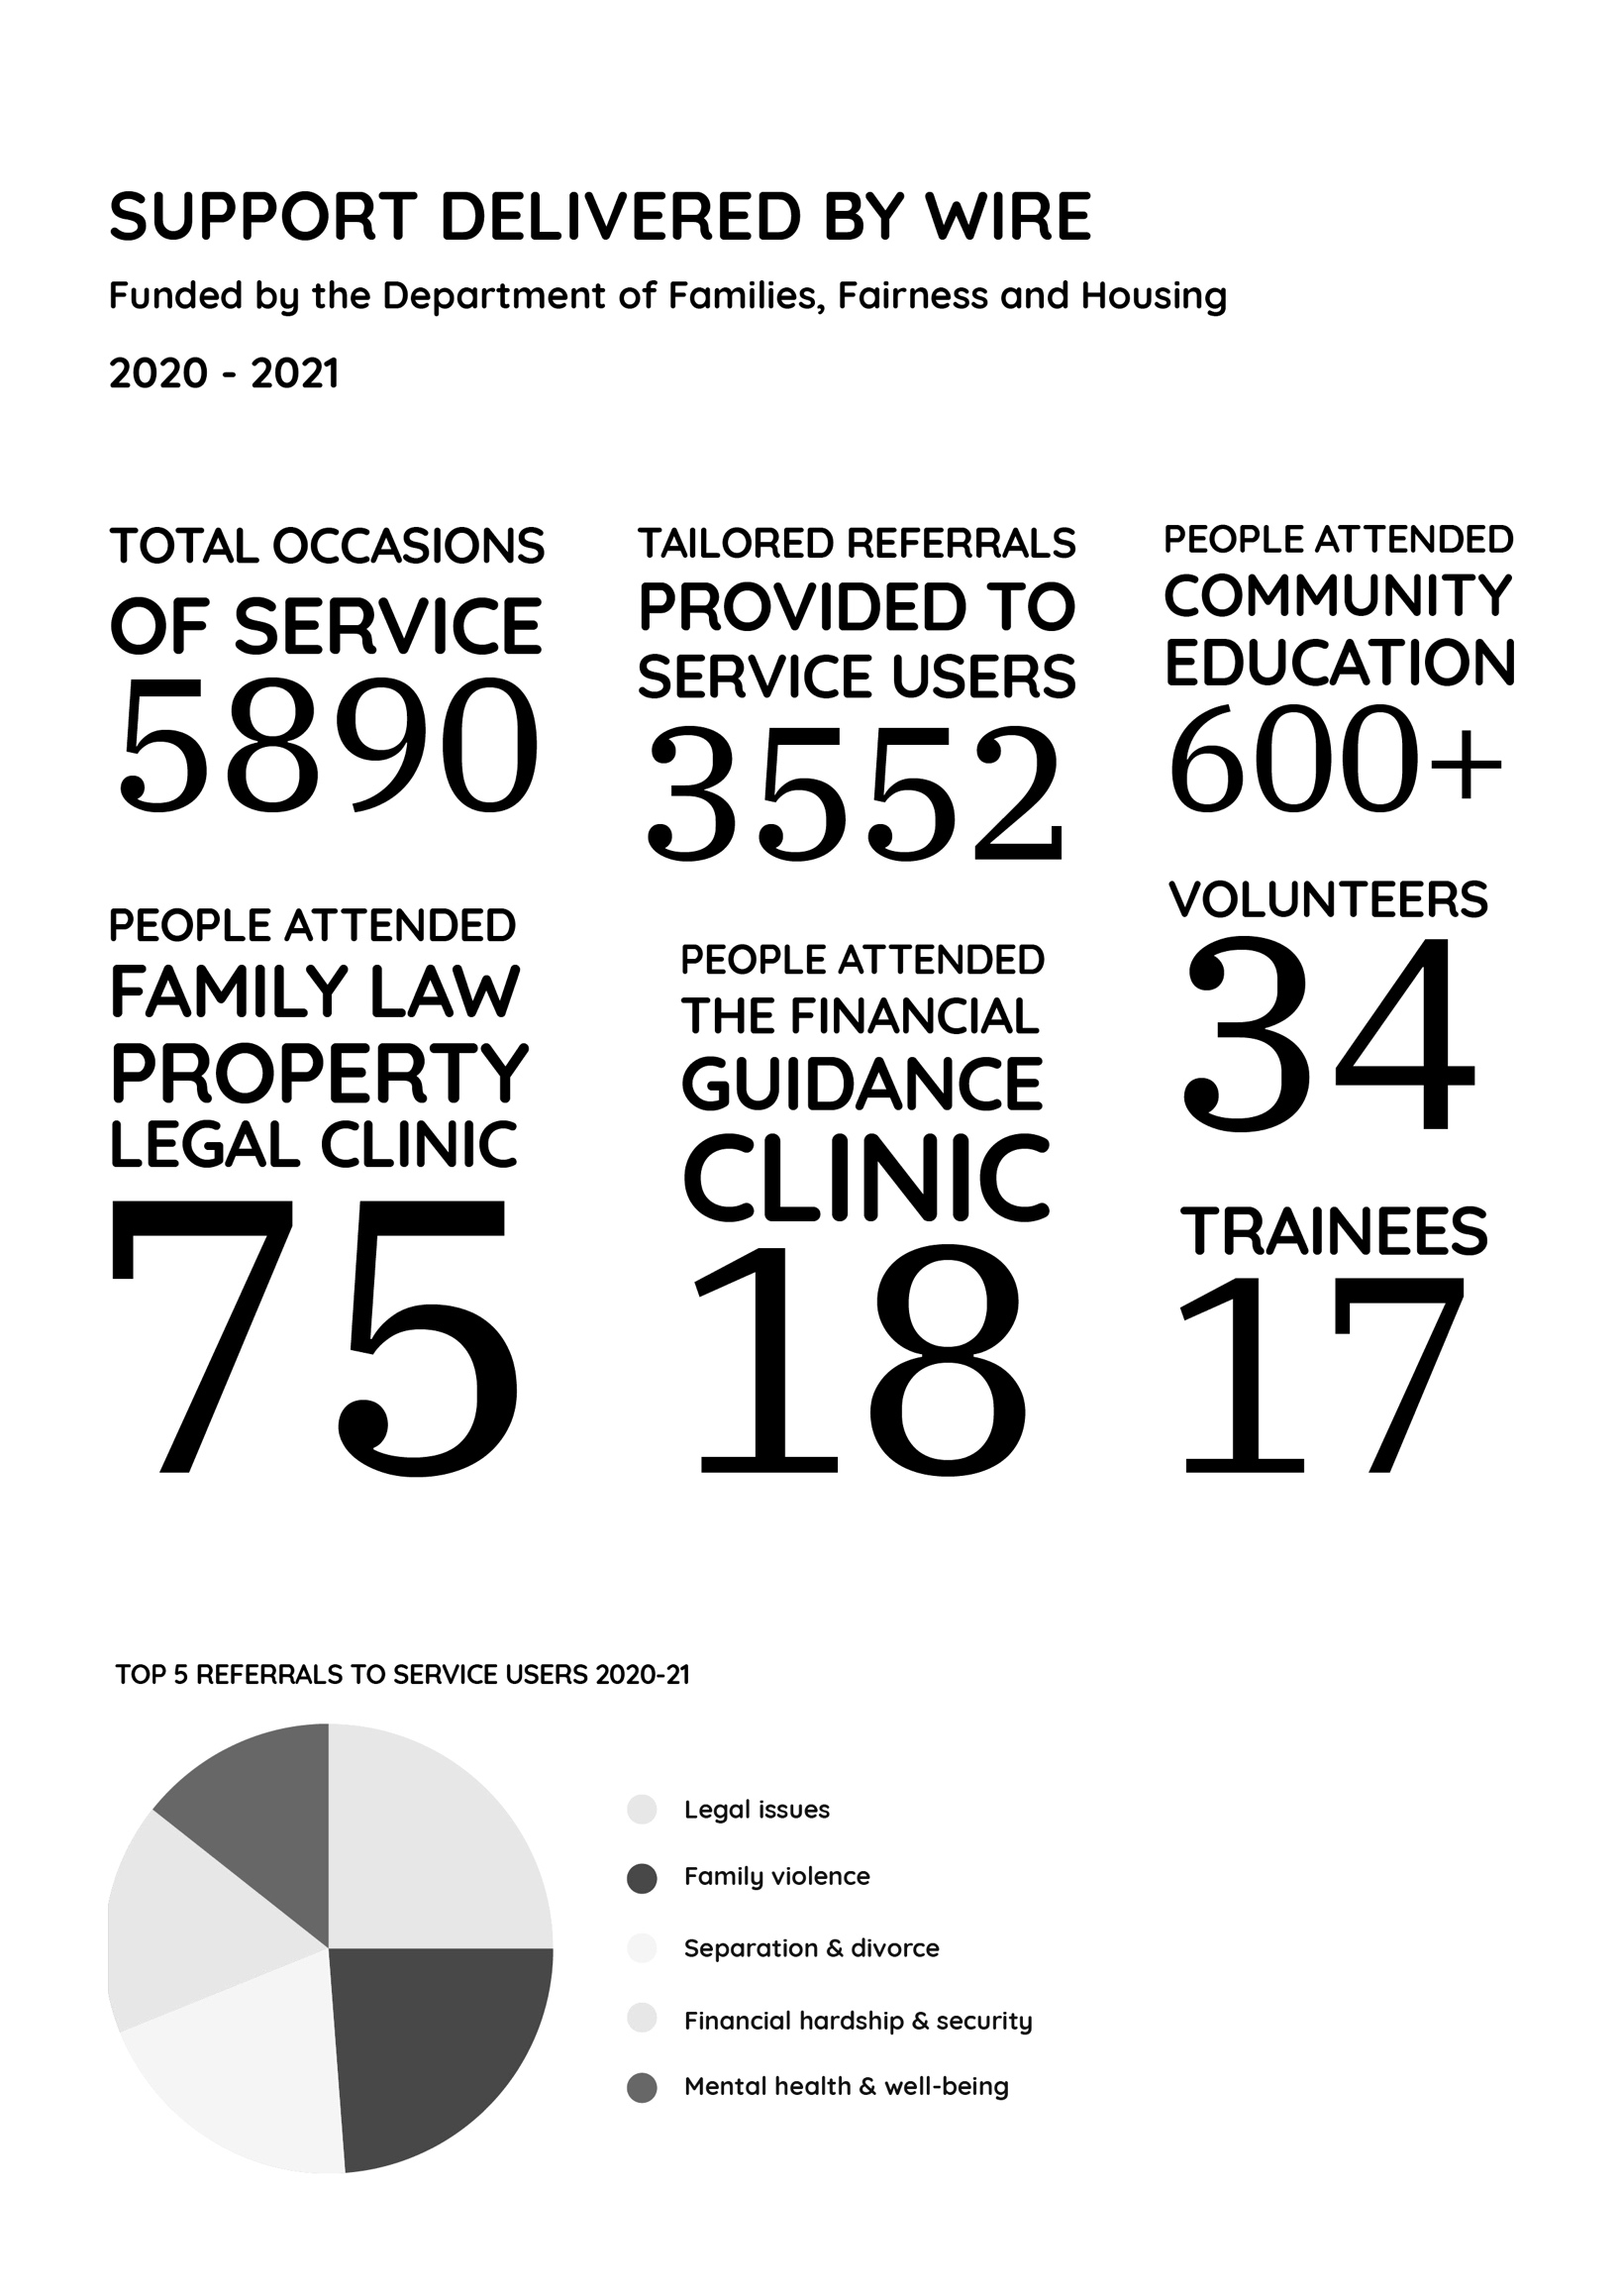 SUPPORT DELIVERED BY WIRE
Funded by the Department of Families, Fairness and Housing
2020 - 2021
TOTAL OCCASIONS
OF SERVICE
5890
TAILORED REFERRALS
PROVIDED TO
SERVICE USERS
3552
PEOPLE ATTENDED
COMMUNITY
EDUCATION
600+
PEOPLE ATTENDED
FAMILY LAW
PROPERTY
LEGAL CLINIC
75
PEOPLE ATTENDED
THE FINANCIAL
GUIDANCE
CLINIC
18
VOLUNTEERS
34
TRAINEES
17
TOP 5 REFERRALS TO SERVICE USERS 2020-21
Legal issues
Family violence
Separation & divorce
Financial hardship & security
Mental health & well-being